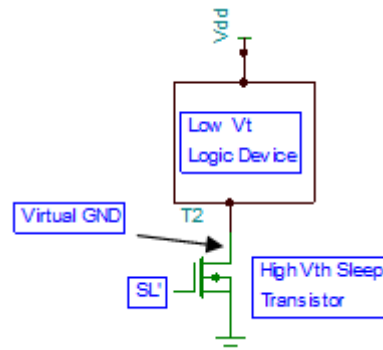 Vdd
Low Vt
Logic Device
Virtual GND
T2
SL'
High Vth Sleep
Transistor